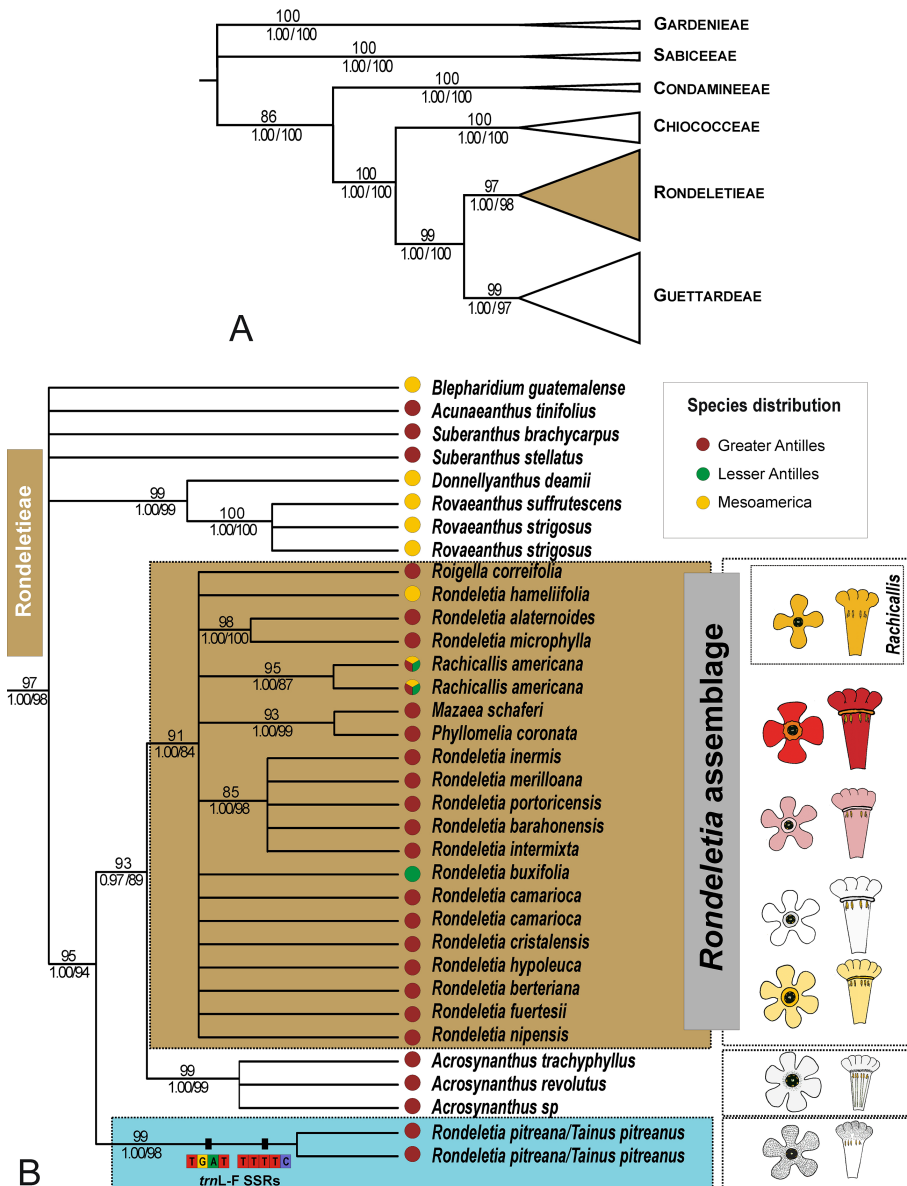 100
1.00/100
GARDENIEAE
100
1.00/100
SABICEEAE
100
1.00/100
CONDAMINEEAE
86
1.00/100
100
1.00/100
CHIOCOCCEAE
100
1.00/100
97
1.00/98
RONDELETIEAE
99
1.00/100
99
1.00/97
GUETTARDEAE
A
Blepharidium guatemalense
Acunaeanthus tinifolius
Suberanthus brachycarpus
Suberanthus stellatus
Donnellyanthus deamii
99
1.00/99
Rovaeanthus suffrutescens
100
1.00/100
Rovaeanthus strigosus
Rovaeanthus strigosus
Species distribution
Greater Antilles
Lesser Antilles
Mesoamerica
Rondeletieae
97
1.00/98
Roigella correifolia
Rondeletia hameliifolia
Rondeletia alaternoides
98
1.00/100
Rondeletia microphylla
Rachicallis americana
95
1.00/87
Rachicallis americana
Mazaea schaferi
93
1.00/99
Phyllomelia coronata
91
1.00/84
Rondeletia inermis
Rondeletia merilloana
85
1.00/98
Rondeletia portoricensis
Rondeletia barahonensis
Rondeletia intermixta
Rondeletia buxifolia
93
0.97/89
Rondeletia camarioca
Rondeletia camarioca
Rondeletia cristalensis
95
1.00/94
Rondeletia hypoleuca
Rondeletia berteriana
Rondeletia fuertesii
Rondeletia nipensis
Rondeletia assemblage
Rachicallis
Acrosynanthus trachyphyllus
99
1.00/99
Acrosynanthus revolutus
Acrosynanthus sp
99
1.00/98
Rondeletia pitreana/Tainus pitreanus
Rondeletia pitreana/Tainus pitreanus
TGAT TTTTC
trnL-F SSRs
B